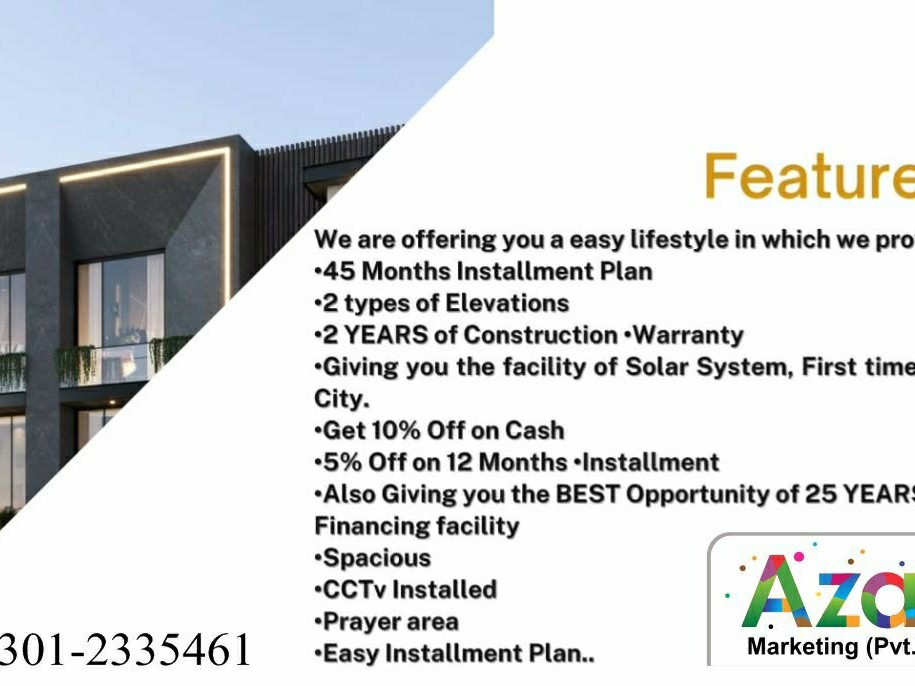 Feature
We are offering you a easy lifestyle in which we pro
•45 Months Installment Plan
•2 types of Elevations
•2 YEARS of Construction •Warranty
•Giving you the facility of Solar System, First time
City.
•Get 10% Off on Cash
•5% Off on 12 Months •Installment
•Also Giving you the BEST Opportunity of 25 YEARS
Financing facility
•Spacious
•CCTv Installed
•Prayer area
•Easy Installment Plan..
Aza
Marketing (Pvt.
301-2335461